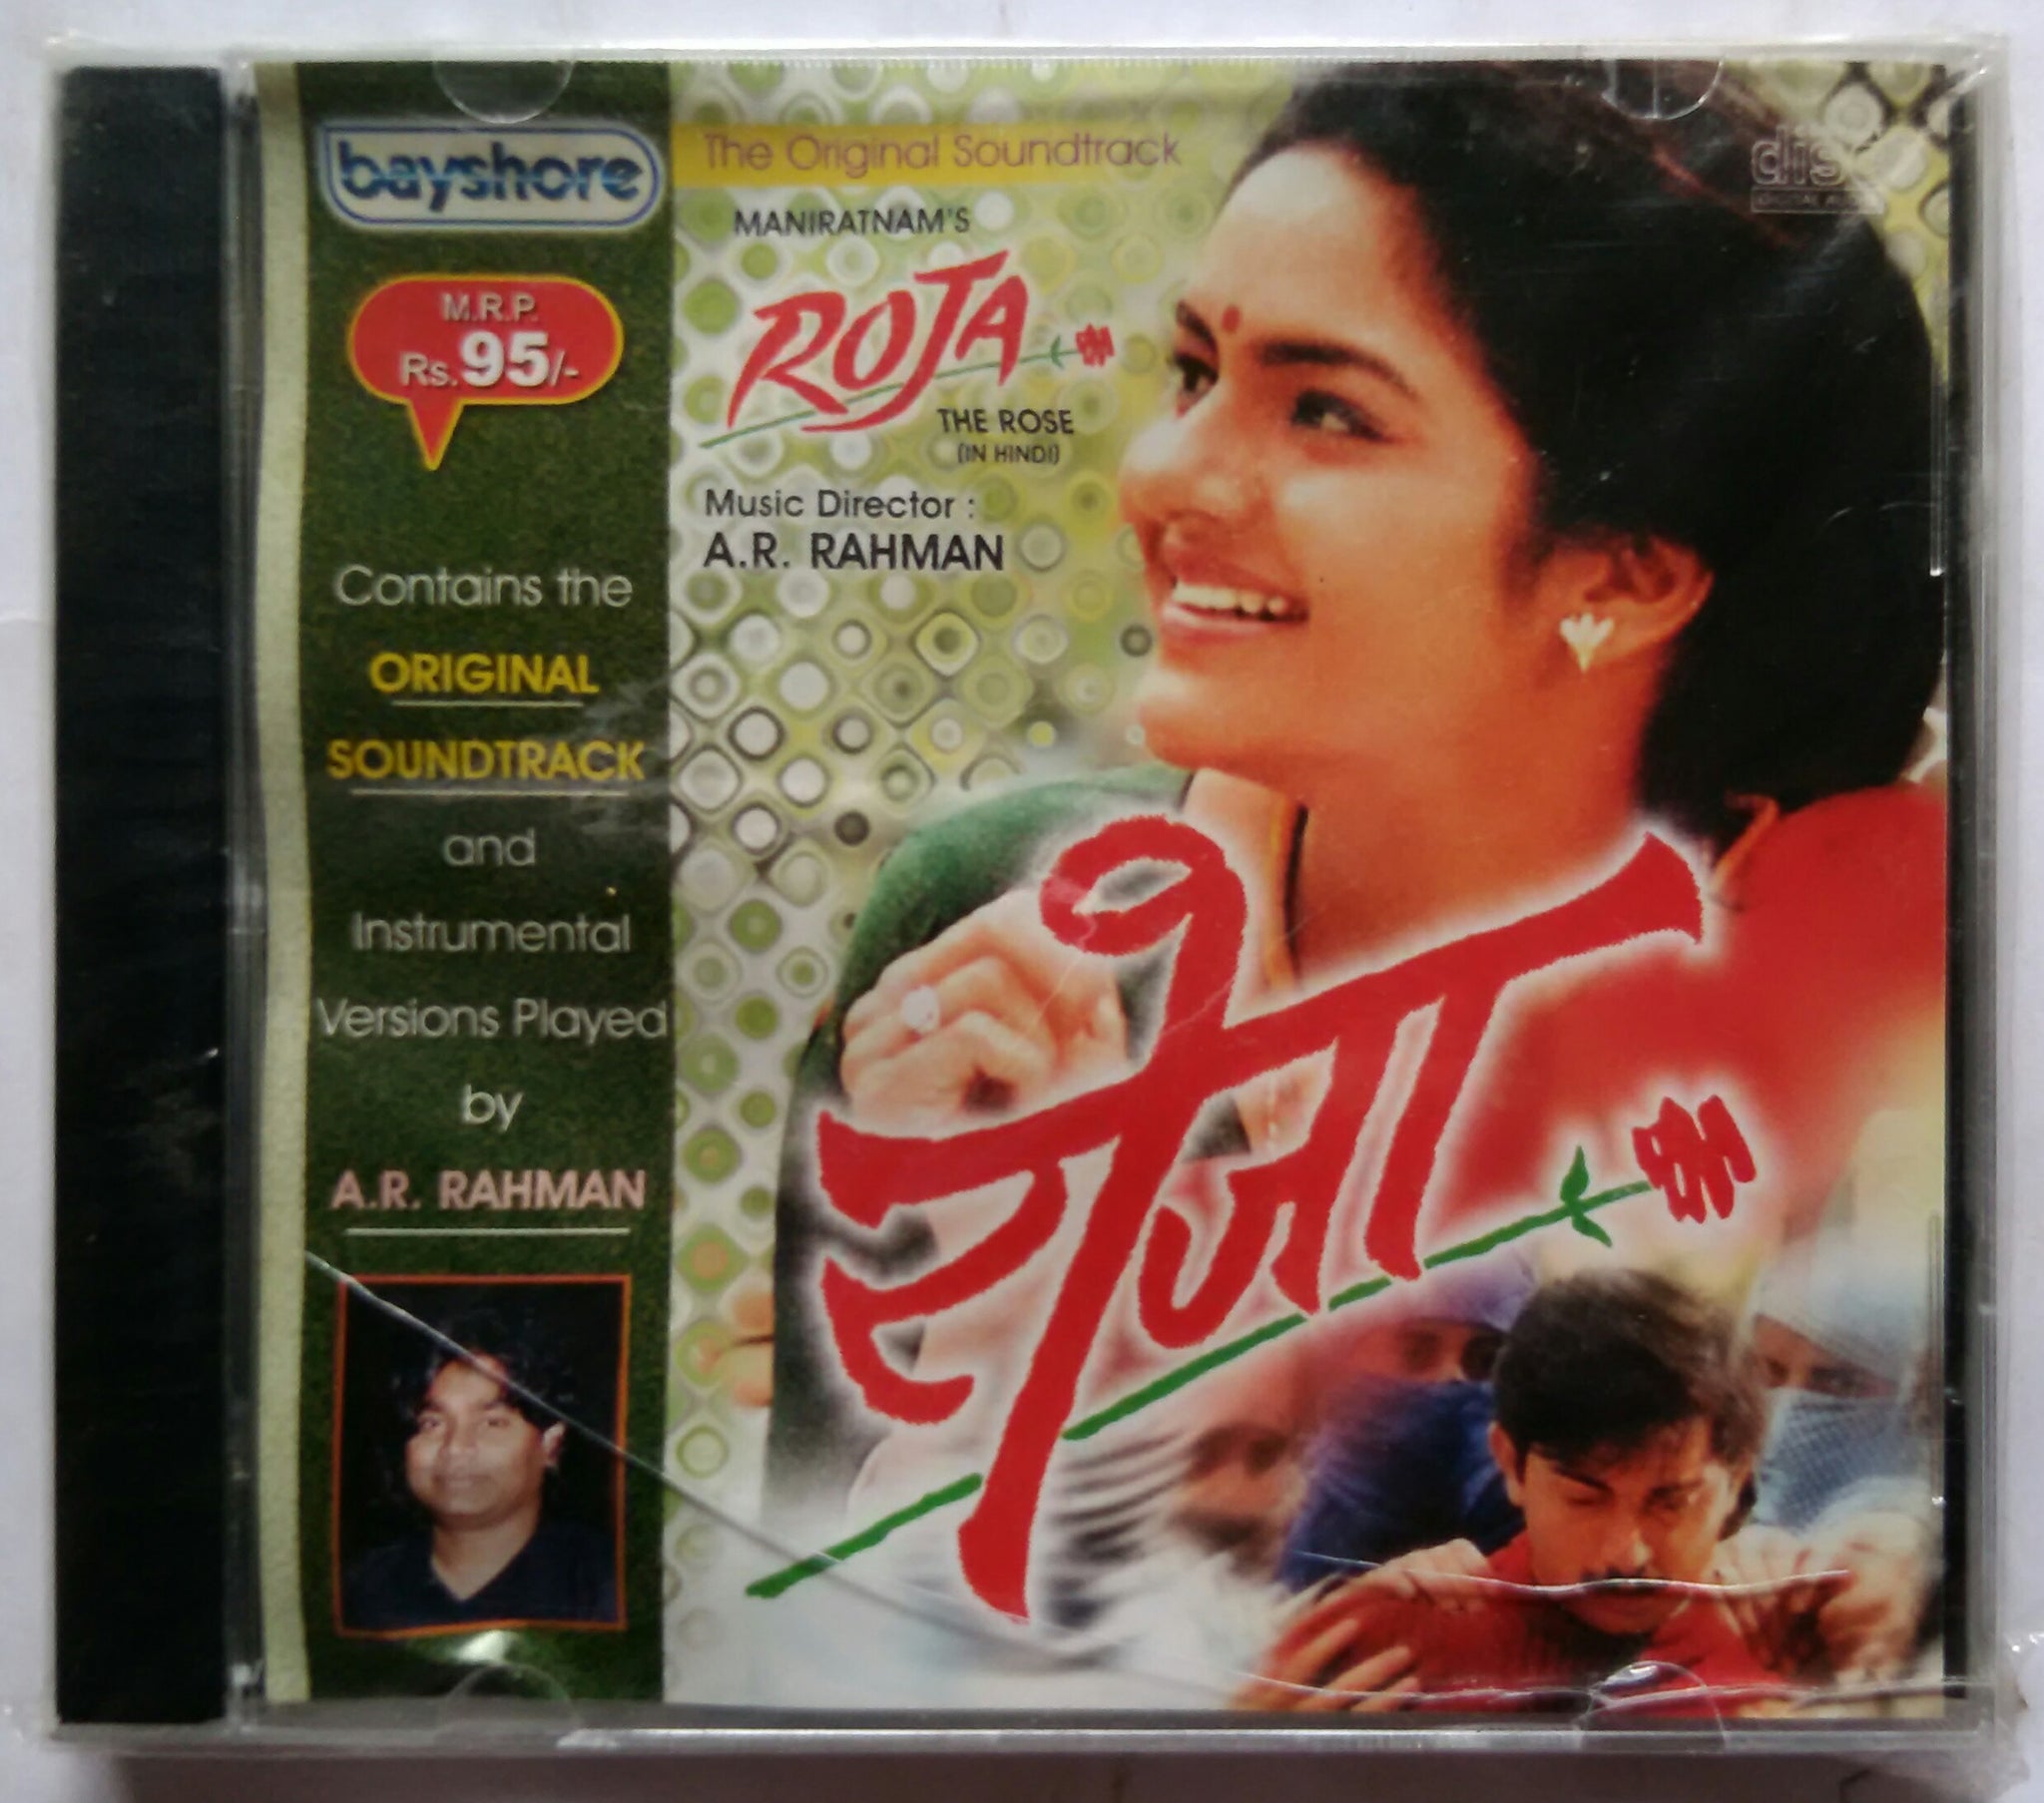 bayshore
M.R.P.
Rs.95/-
Contains the
ORIGINAL
SOUNDTRACK
and
Instrumental
Versions Played
by
A.R. RAHMAN
The Original Soundtrack
MANIRATNAM'S
ROJA
THE ROSE
(IN HINDI)
Music Director :
A.R. RAHMAN
रोजा